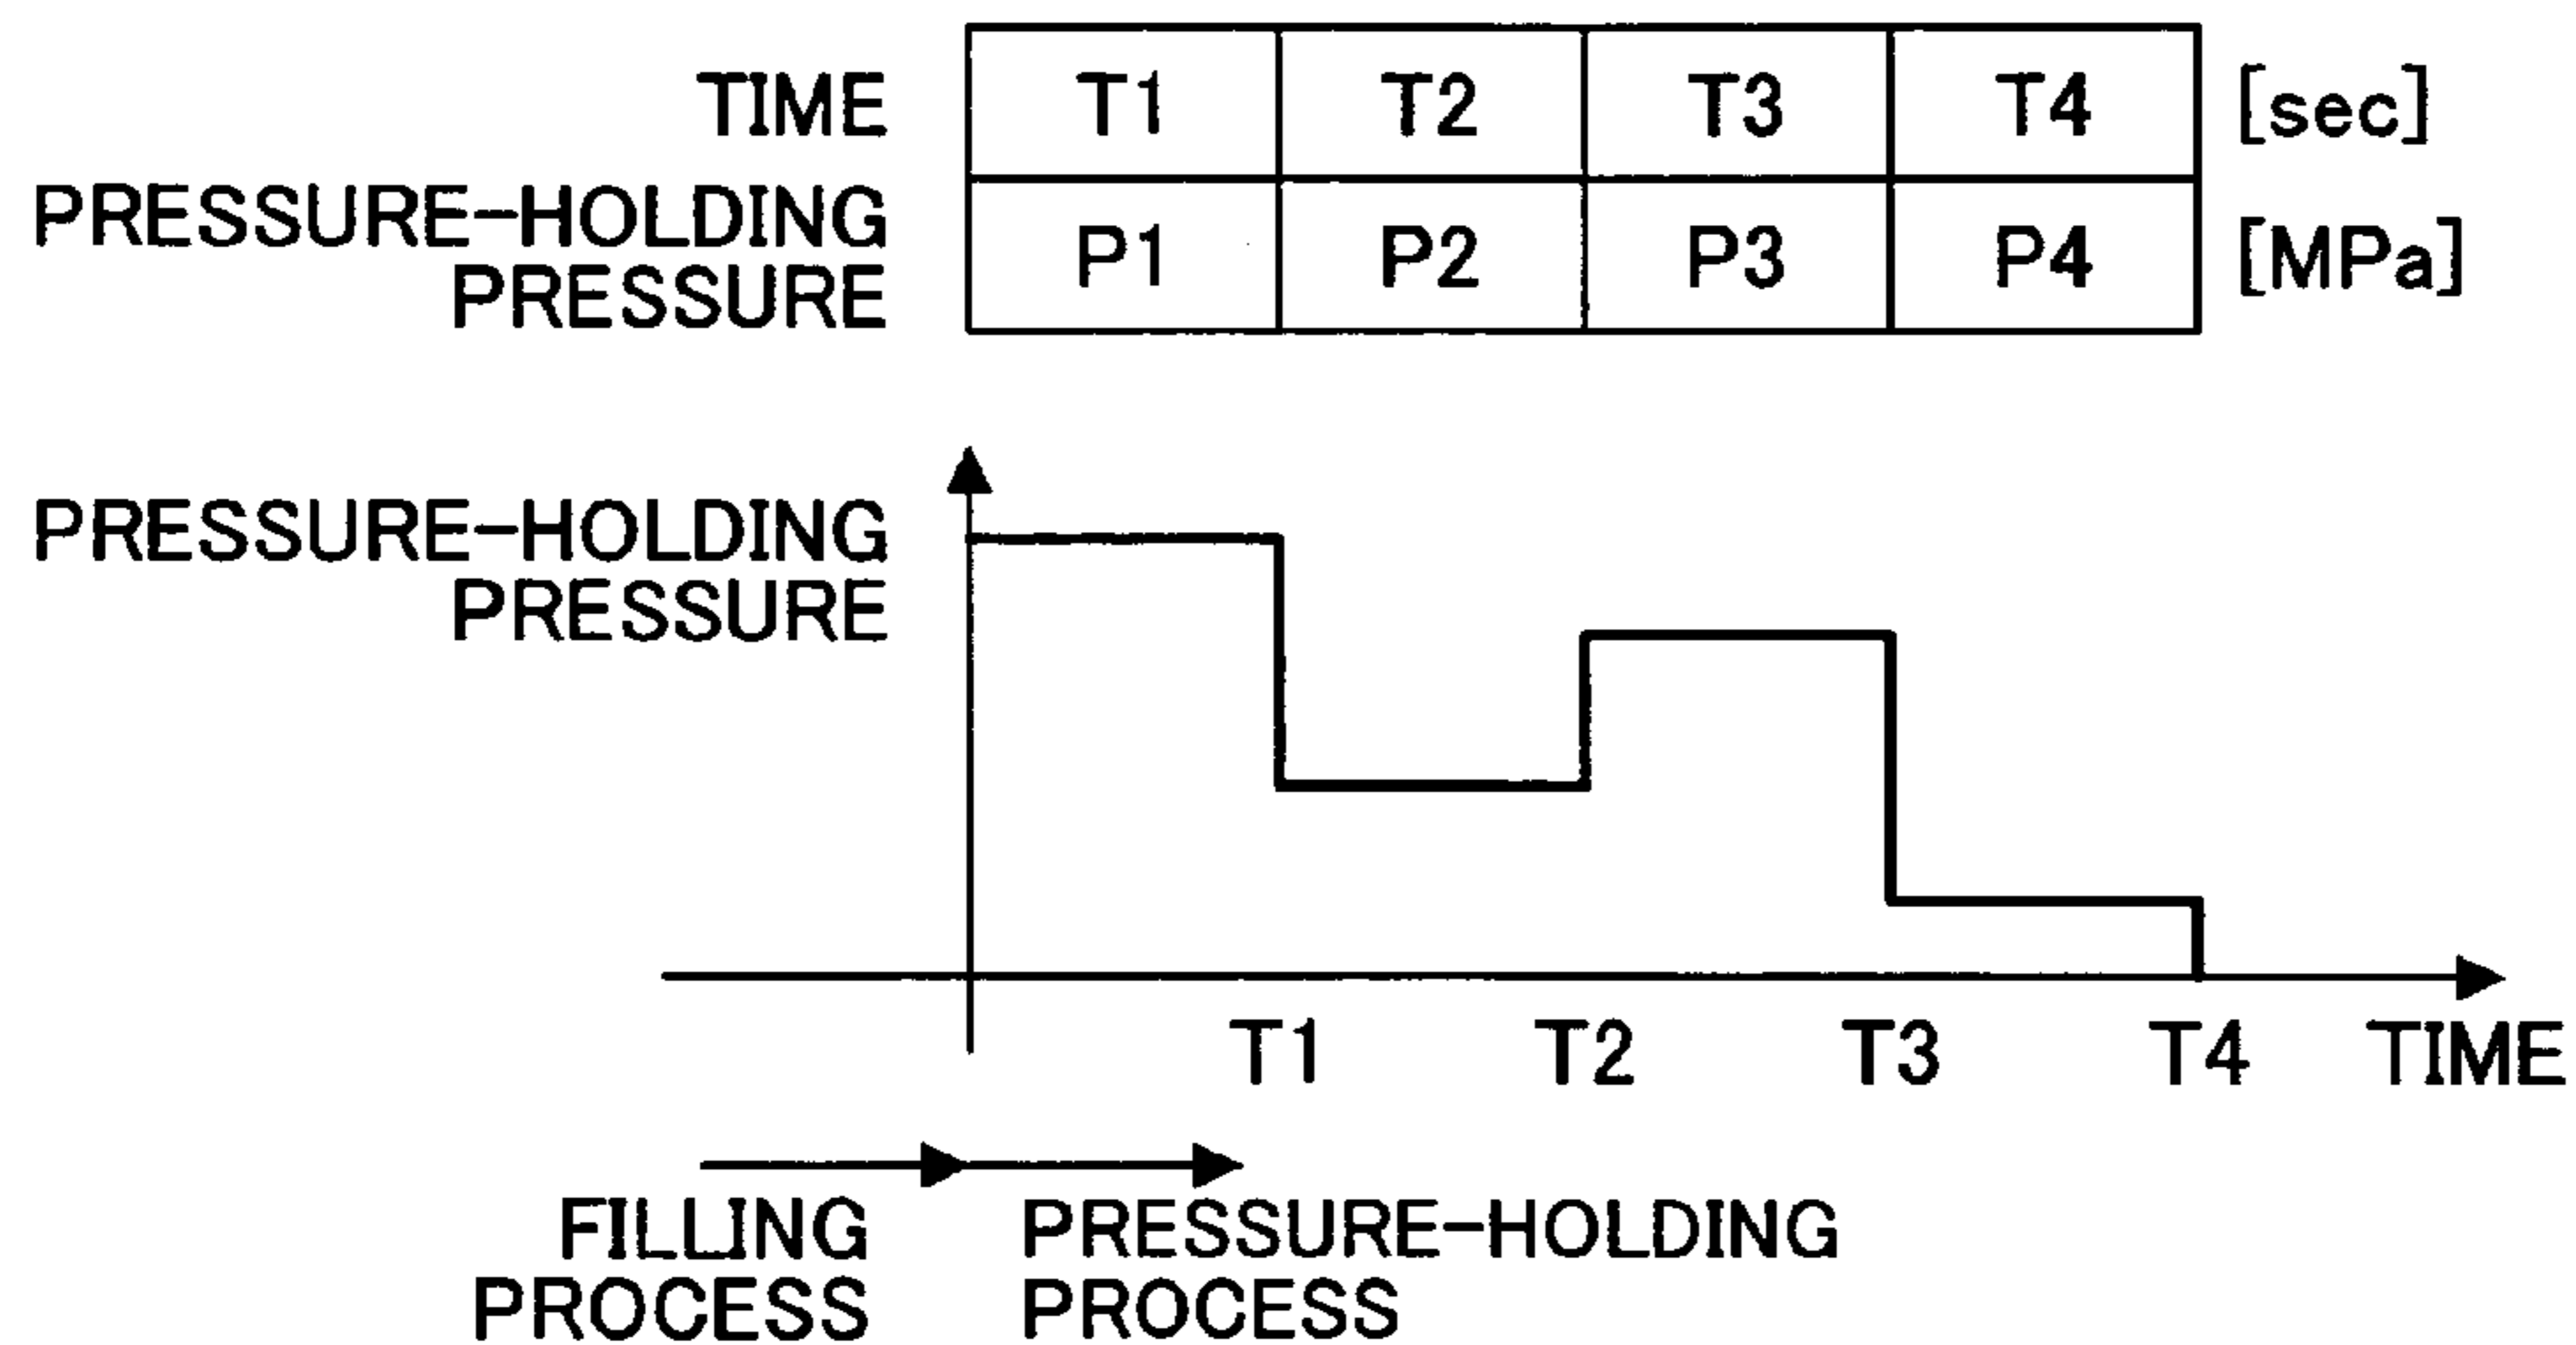 TIME T1 T2 T3 T4 [sec]
PRESSURE-HOLDING
PRESSURE P1 P2 P3 P4 [MPa]
PRESSURE-HOLDING
PRESSURE
T1 T2 T3 T4 TIME
FILLING
PROCESS
PRESSURE-HOLDING
PROCESS